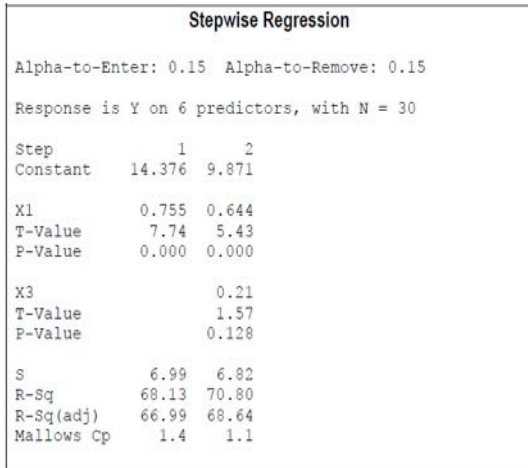 Stepwise Regression
Alpha-to-Enter: 0.15 Alpha-to-Remove: 0.15
Response is Y on 6 predictors, with N = 30
Step 1 2
Constant 14.376 9.871
X1 0.755 0.644
T-Value 7.74 5.43
P-Value 0.000 0.000
X3 0.21
T-Value 1.57
P-Value 0.128
S 6.99 6.82
R-Sq 68.13 70.80
R-Sq(adj) 66.99 68.64
Mallows Cp 1.4 1.1